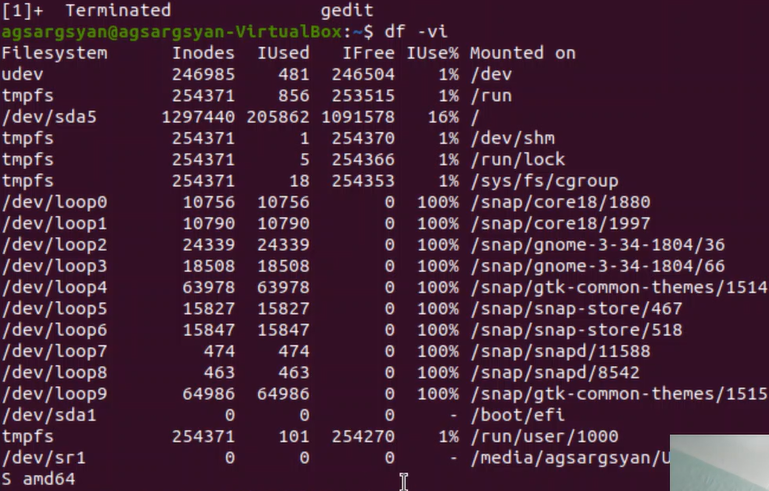 [1]+  Terminated              gedit
agsargsyan@agsargsyan-VirtualBox:~$ df -vi
Filesystem      Inodes  IUsed   IFree IUse% Mounted on
udev            246985    481  246504    1% /dev
tmpfs           254371    856  253515    1% /run
/dev/sda5      1297440 205862 1091578   16% /
tmpfs           254371      1  254370    1% /dev/shm
tmpfs           254371      5  254366    1% /run/lock
tmpfs           254371     18  254353    1% /sys/fs/cgroup
/dev/loop0       10756  10756       0  100% /snap/core18/1880
/dev/loop1       10790  10790       0  100% /snap/core18/1997
/dev/loop2       24339  24339       0  100% /snap/gnome-3-34-1804/36
/dev/loop3       18508  18508       0  100% /snap/gnome-3-34-1804/66
/dev/loop4       63978  63978       0  100% /snap/gtk-common-themes/1514
/dev/loop5       15827  15827       0  100% /snap/snap-store/467
/dev/loop6       15847  15847       0  100% /snap/snap-store/518
/dev/loop7         474    474       0  100% /snap/snapd/11588
/dev/loop8         463    463       0  100% /snap/snapd/8542
/dev/loop9       64986  64986       0  100% /snap/gtk-common-themes/1515
/dev/sda1            0      0       0     - /boot/efi
tmpfs           254371    101  254270    1% /run/user/1000
/dev/sr1             0      0       0     - /media/agsargsyan/
S amd64